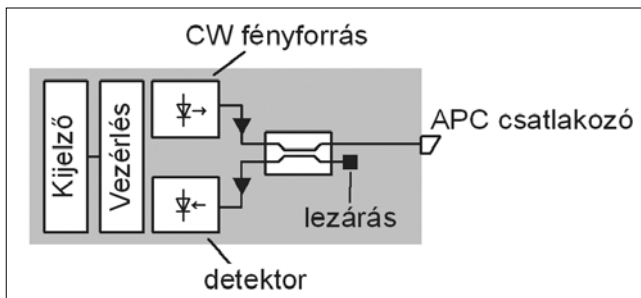 CW fényforrás
Kijelző
Vezérlés
APC csatlakozó
lezárás
detektor